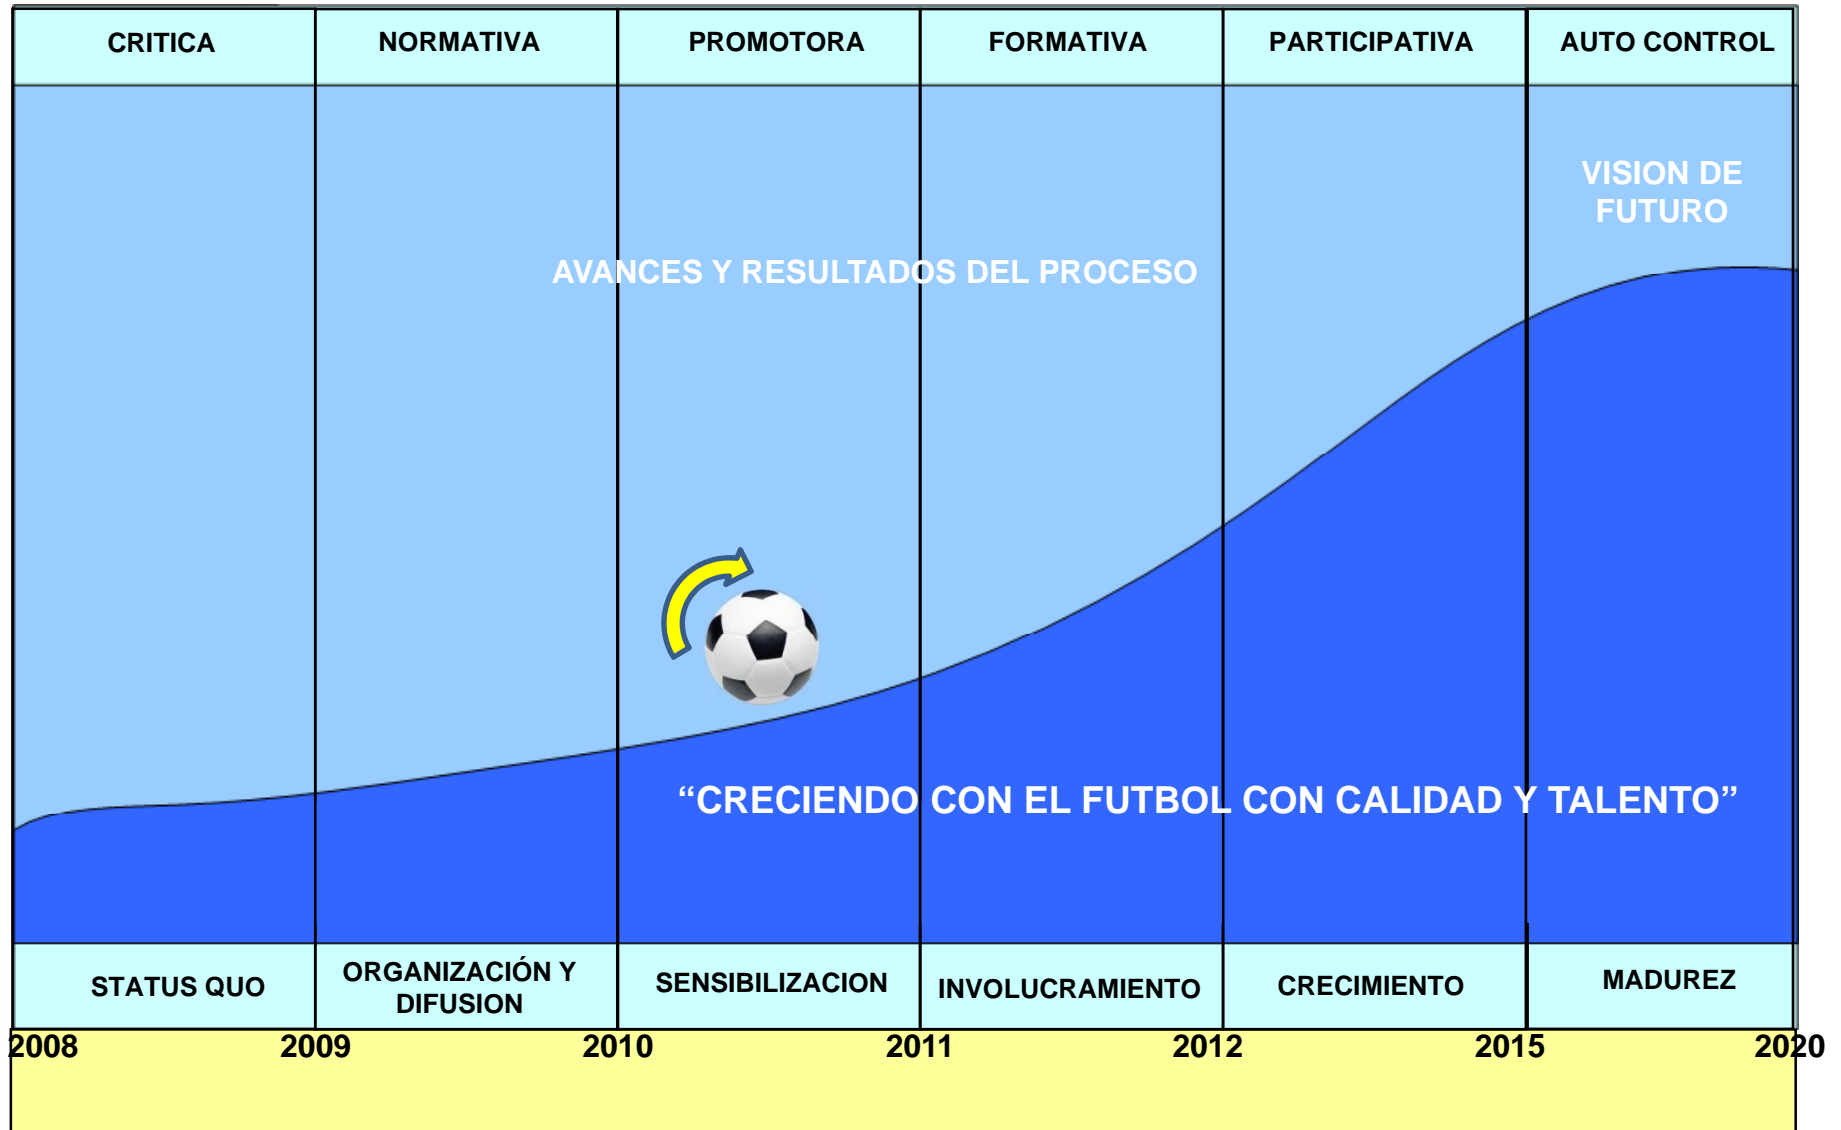 CRITICA
NORMATIVA
PROMOTORA
FORMATIVA
PARTICIPATIVA
AUTO CONTROL
VISION DE
FUTURO
AVANCES Y RESULTADOS DEL PROCESO
“CRECIENDO CON EL FUTBOL CON CALIDAD Y TALENTO”
STATUS QUO
ORGANIZACIÓN Y
DIFUSION
SENSIBILIZACION
INVOLUCRAMIENTO
CRECIMIENTO
MADUREZ
2008
2009
2010
2011
2012
2015
2020